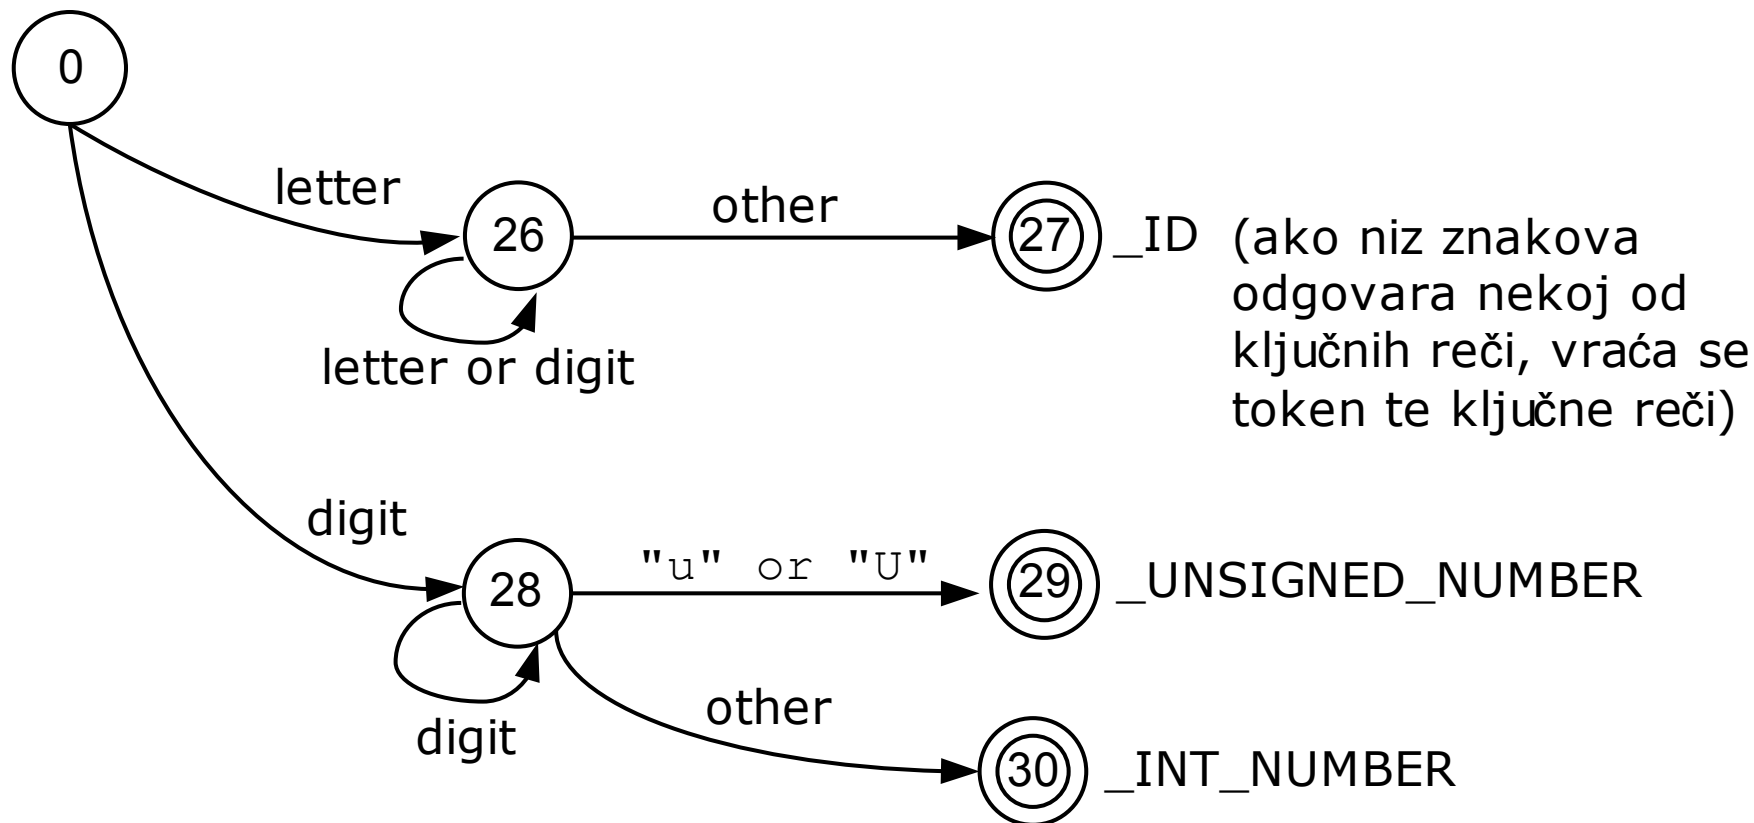 0
letter
26
other
27
_ID
(ako niz znakova
odgovara nekoj od
ključnih reči, vraća se
token te ključne reči)
letter or digit
digit
28
"u" or "U"
29
_UNSIGNED_NUMBER
digit
other
30
_INT_NUMBER